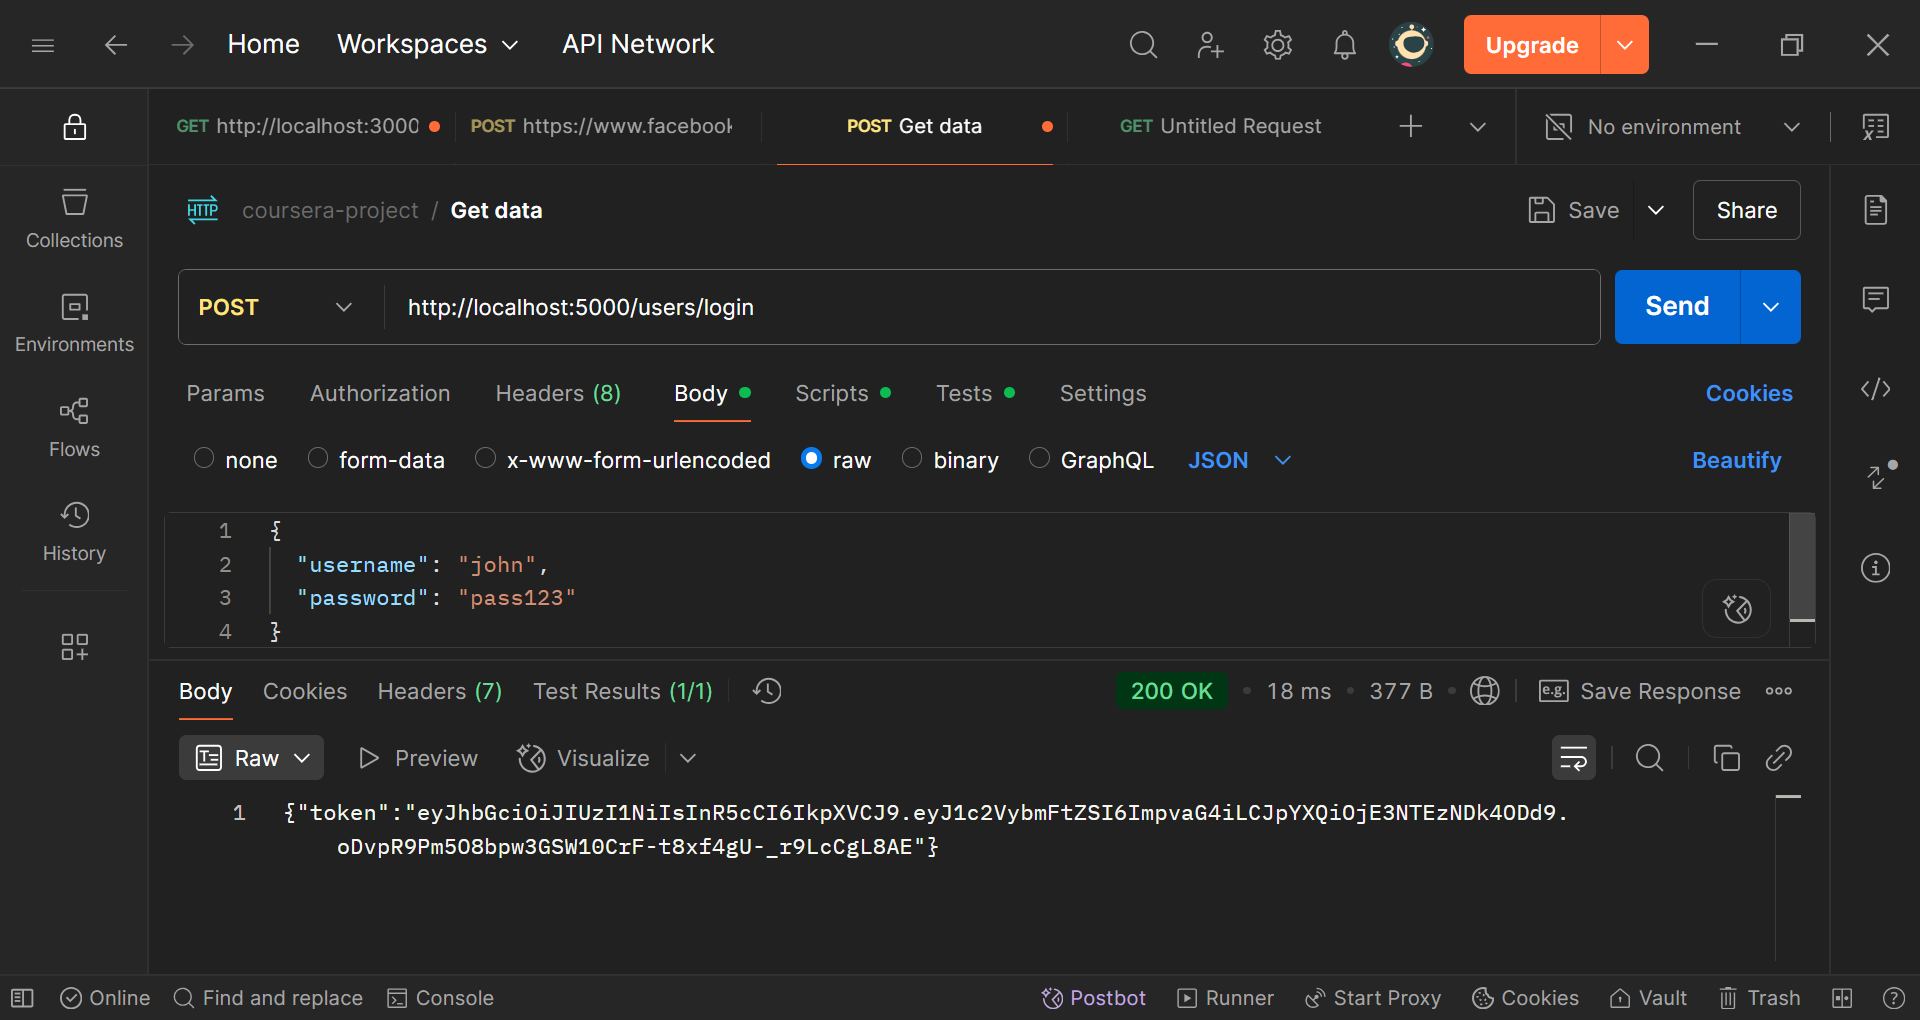 Home Workspaces API Network Upgrade
GET http://localhost:3000 POST https://www.facebook POST Get data GET Untitled Request No environment
HTTP coursera-project / Get data Save Share
Collections
POST http://localhost:5000/users/login Send
Environments
Params Authorization Headers (8) Body Scripts Tests Settings Cookies
Flows
none form-data x-www-form-urlencoded raw binary GraphQL JSON Beautify
History
1 {
2 "username": "john",
3 "password": "pass123"
4 }
Body Cookies Headers (7) Test Results (1/1) 200 OK • 18 ms • 377 B • e.g. Save Response
Raw Preview Visualize
1 {"token":"eyJhbGciOiJIUzI1NiIsInR5cCI6IkpXVCJ9.eyJ1c2VybmFtZSI6ImpvaG4iLCJpYXQiOjE3NTEzNDk4ODd9.
oDvpR9Pm5O8bpw3GSW10CrF-t8xf4gU-_r9LcCgL8AE"}
Online Find and replace Console Postbot Runner Start Proxy Cookies Vault Trash